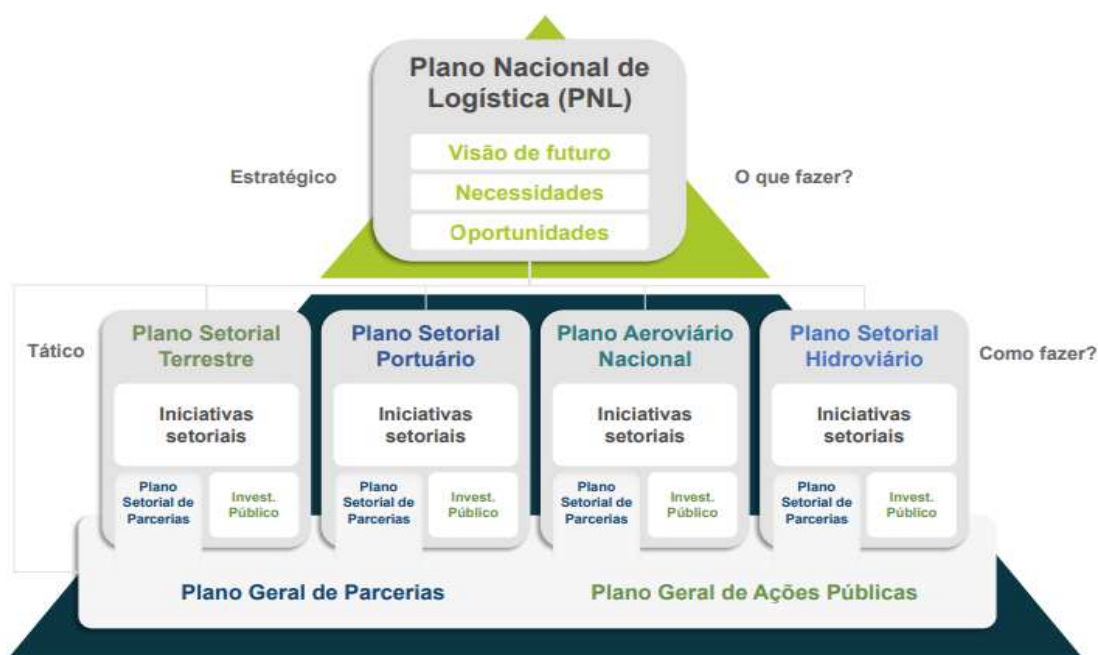 Plano Nacional de
Logística (PNL)
Visão de futuro
Estratégico
O que fazer?
Necessidades
Oportunidades
Tático
Plano Setorial
Terrestre
Iniciativas
setoriais
Plano
Setorial de
Parcerias
Invest.
Público
Plano Setorial
Portuário
Iniciativas
setoriais
Plano
Setorial de
Parcerias
Invest.
Público
Plano Aeroviário
Nacional
Iniciativas
setoriais
Plano
Setorial de
Parcerias
Invest.
Público
Plano Setorial
Hidroviário
Iniciativas
setoriais
Plano
Setorial de
Parcerias
Invest.
Público
Como fazer?
Plano Geral de Parcerias
Plano Geral de Ações Públicas